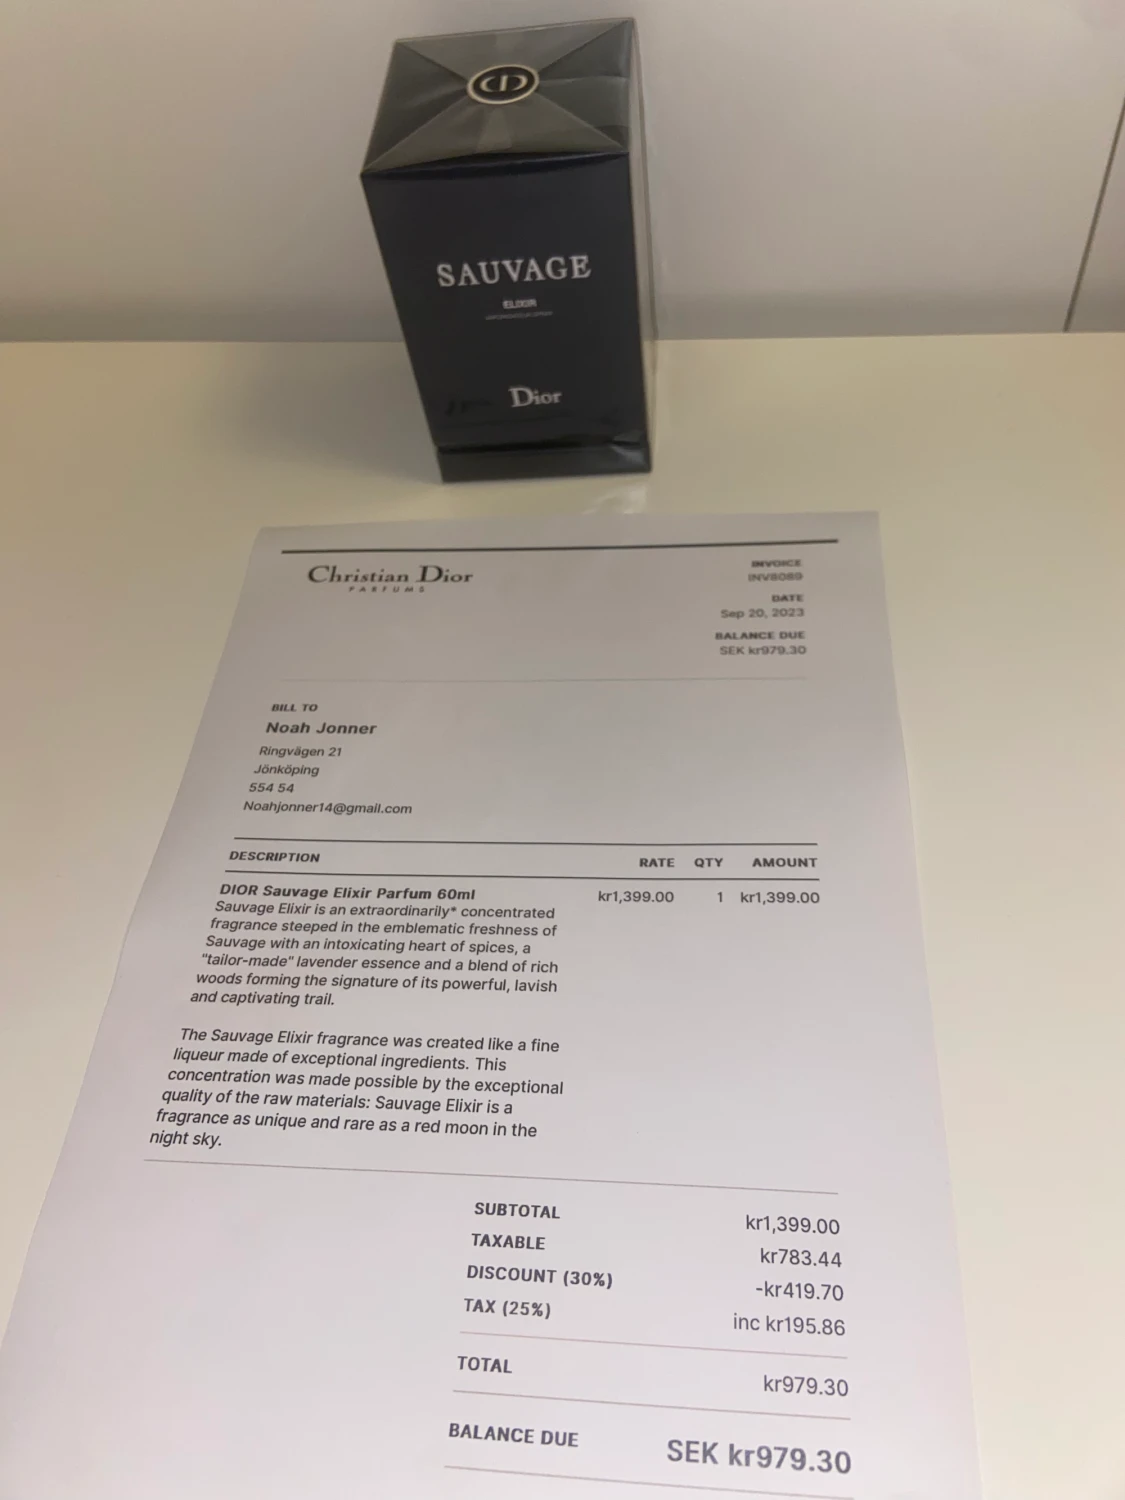 SAUVAGE
ELIXIR
Dior
Christian Dior
PARFUMS
INVOICE
INV8089
DATE
Sep 20, 2023
BALANCE DUE
SEK kr979.30
BILL TO
Noah Jonner
Ringvägen 21
Jönköping
554 54
Noahjonner14@gmail.com
DESCRIPTION RATE QTY AMOUNT
DIOR Sauvage Elixir Parfum 60ml kr1,399.00 1 kr1,399.00
Sauvage Elixir is an extraordinarily* concentrated
fragrance steeped in the emblematic freshness of
Sauvage with an intoxicating heart of spices, a
"tailor-made" lavender essence and a blend of rich
woods forming the signature of its powerful, lavish
and captivating trail.
The Sauvage Elixir fragrance was created like a fine
liqueur made of exceptional ingredients. This
concentration was made possible by the exceptional
quality of the raw materials: Sauvage Elixir is a
fragrance as unique and rare as a red moon in the
night sky.
SUBTOTAL kr1,399.00
TAXABLE kr783.44
DISCOUNT (30%) -kr419.70
TAX (25%) inc kr195.86
TOTAL kr979.30
BALANCE DUE SEK kr979.30